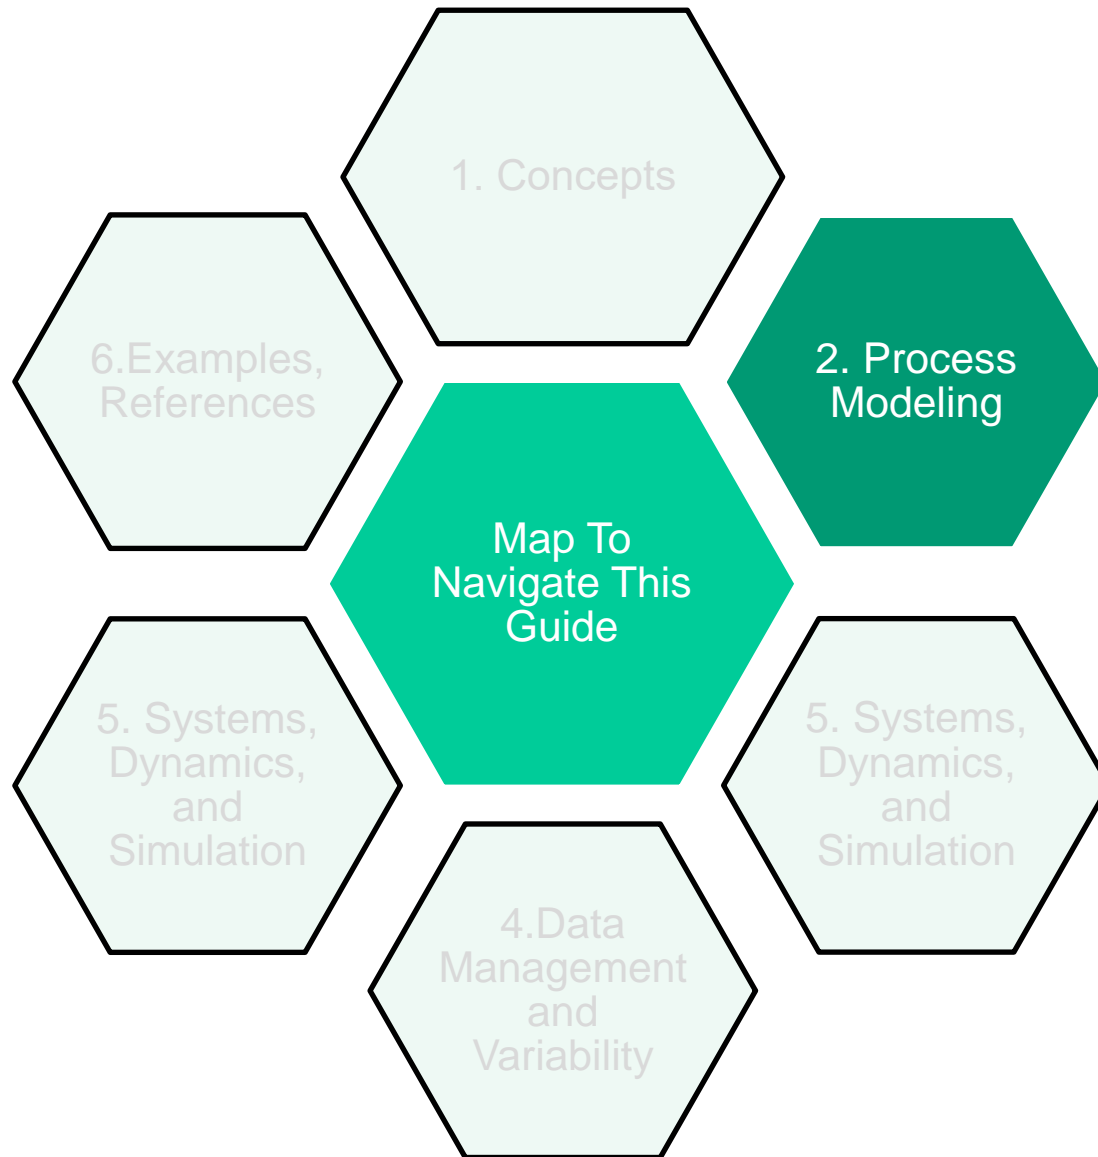 1. Concepts
2. Process
Modeling
5. Systems,
Dynamics,
and
Simulation
4.Data
Management
and
Variability
5. Systems,
Dynamics,
and
Simulation
6.Examples,
References
Map To
Navigate This
Guide